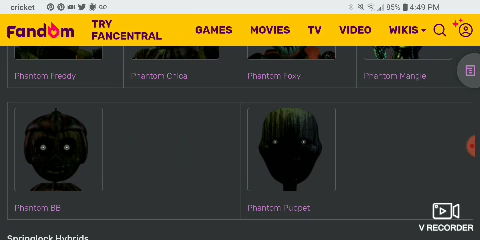 cricket
85% 4:49 PM
Fandom
TRY FANCENTRAL
GAMES
MOVIES
TV
VIDEO
WIKIS
Phantom Freddy
Phantom Chica
Phantom Foxy
Phantom Mangle
Phantom BB
Phantom Puppet
V RECORDER
Springlock Hybrids